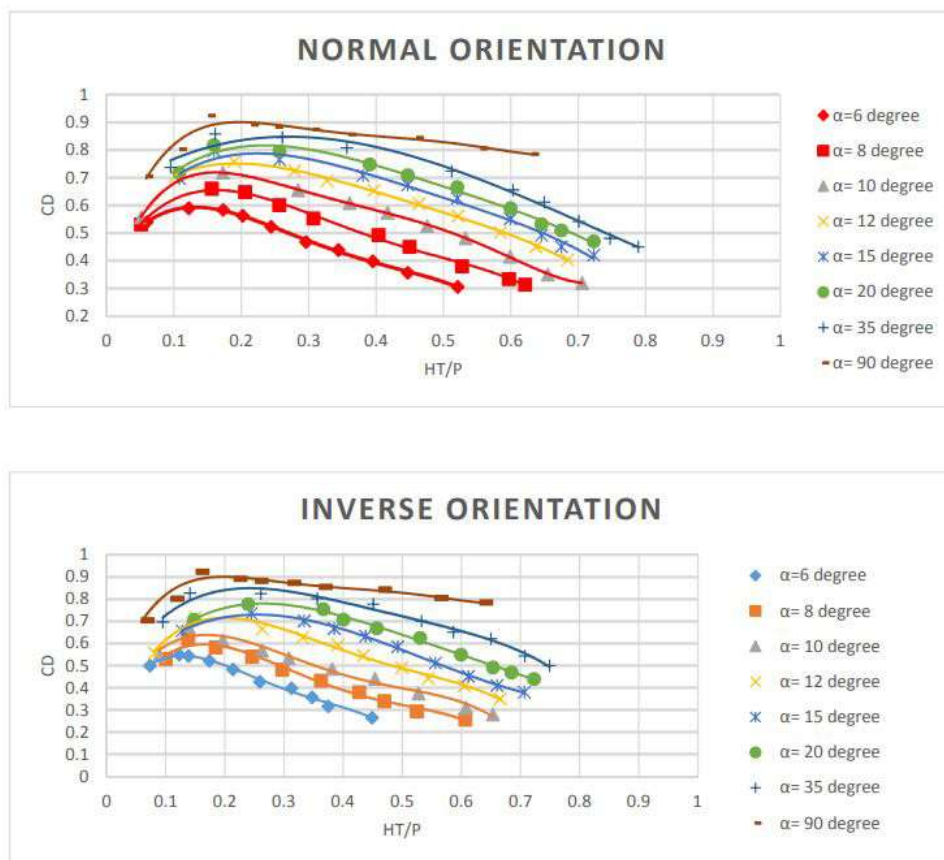 NORMAL ORIENTATION
1
0.9
0.8
0.7
0.6
0.5
0.4
0.3
0.2
CD
0 0.1 0.2 0.3 0.4 0.5 0.6 0.7 0.8 0.9 1
HT/P
α=6 degree
α= 8 degree
α= 10 degree
α= 12 degree
α= 15 degree
α= 20 degree
α= 35 degree
α= 90 degree
INVERSE ORIENTATION
1
0.9
0.8
0.7
0.6
0.5
0.4
0.3
0.2
0.1
0
CD
0 0.1 0.2 0.3 0.4 0.5 0.6 0.7 0.8 0.9 1
HT/P
α=6 degree
α= 8 degree
α= 10 degree
α= 12 degree
α= 15 degree
α= 20 degree
α= 35 degree
α= 90 degree